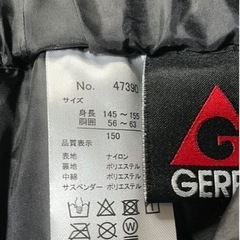 No. 47390
サイズ
身長 145～155
胴囲 56～63
150
品質表示
表地 ナイロン
裏地 ポリエステル
中綿 ポリエステル
サスペンダー ポリエステル
G
GERR